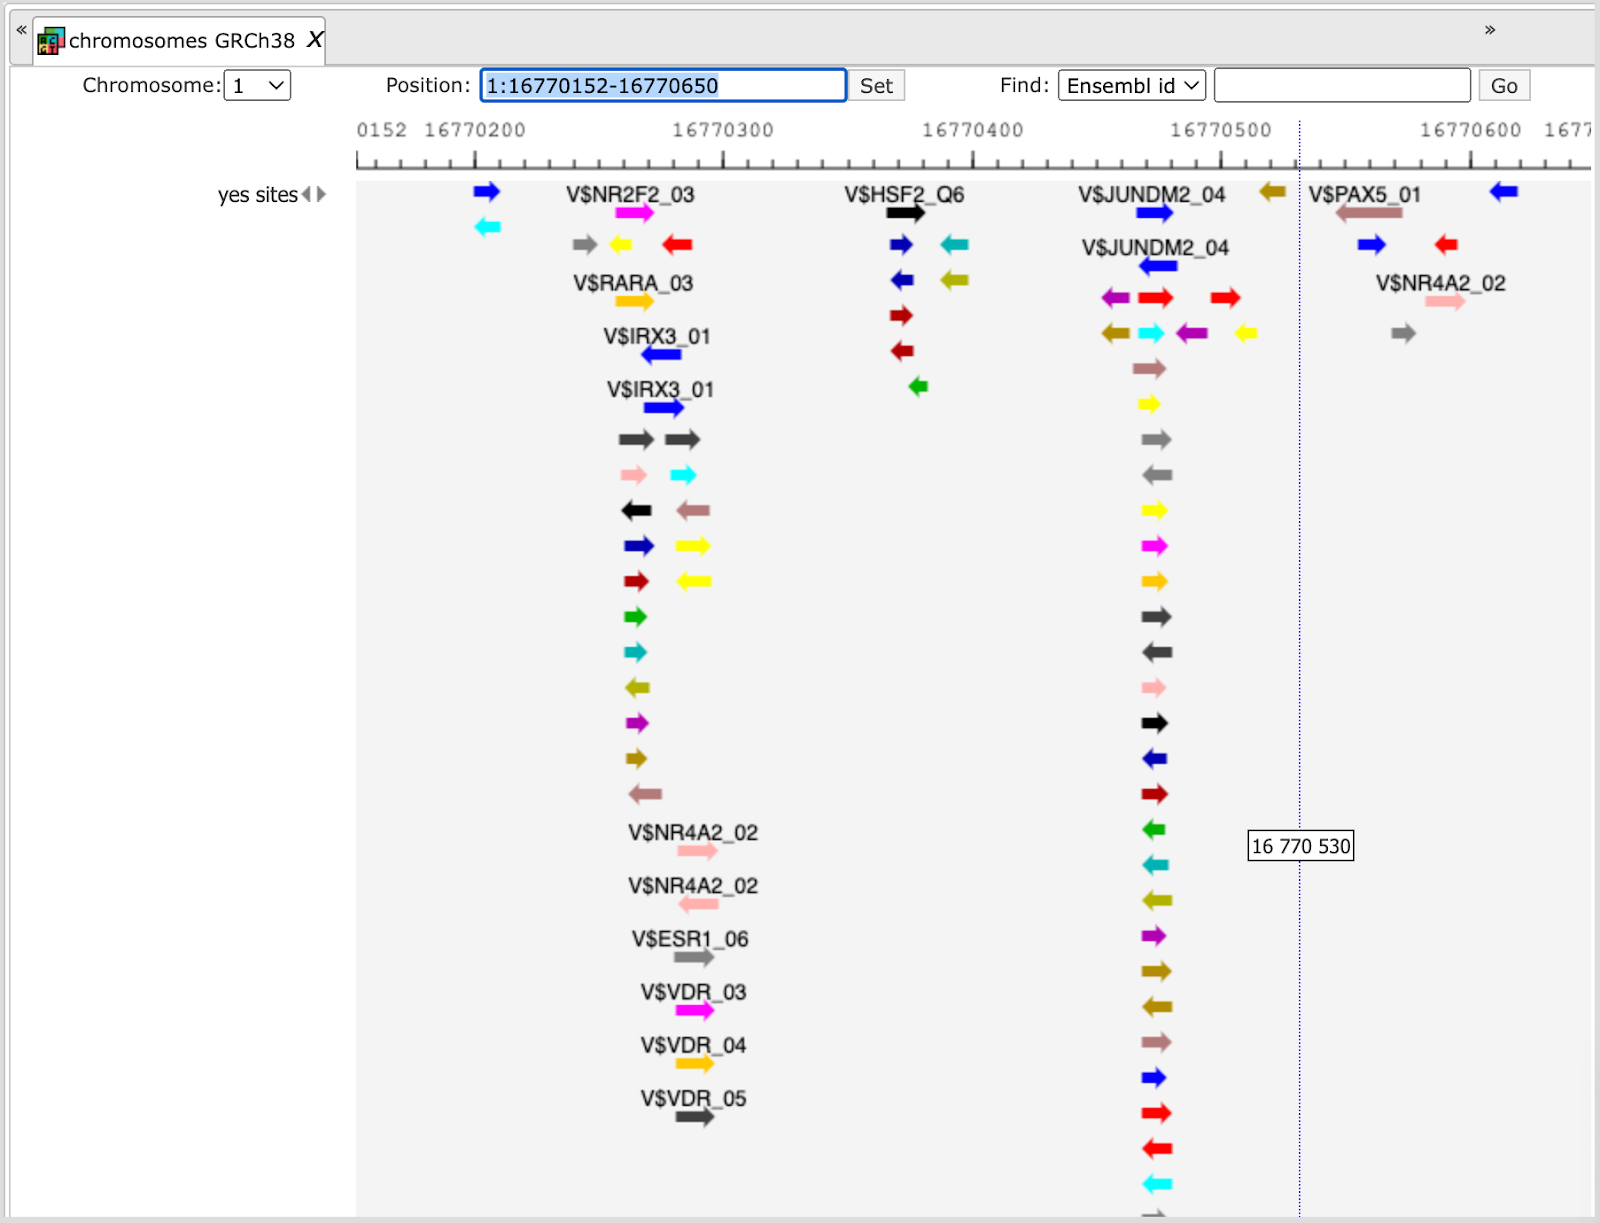 «
chromosomes GRCh38 X
»
Chromosome: 1 Position: 1:16770152-16770650 Set Find: Ensembl id Go
0152 16770200 16770300 16770400 16770500 16770600 1677
yes sites
V$NR2F2_03 V$HSF2_Q6 V$JUNDM2_04 V$PAX5_01
V$JUNDM2_04
V$RARA_03 V$NR4A2_02
V$IRX3_01
V$IRX3_01
V$NR4A2_02
16 770 530
V$NR4A2_02
V$ESR1_06
V$VDR_03
V$VDR_04
V$VDR_05